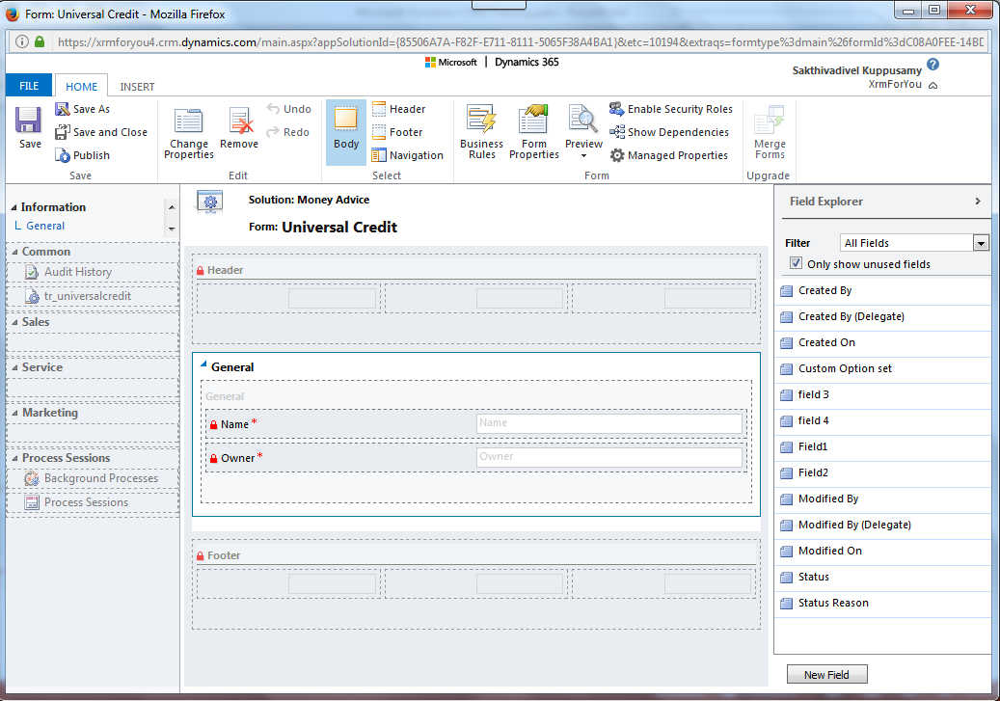 Form: Universal Credit - Mozilla Firefox
https://xrmforyou4.crm.dynamics.com/main.aspx?appSolutionId={85506A7A-F82F-E711-8111-5065F38A4BA1}&etc=10194&extraqs=formtype%3dmain%26formId%3dC08A0FEE-14BD
Microsoft | Dynamics 365
Sakthivadivel Kuppusamy ?
XrmForYou
FILE HOME INSERT
Save
Save As
Save and Close
Publish
Save
Change Properties
Remove
Undo
Redo
Edit
Body
Header
Footer
Navigation
Select
Business Rules
Form Properties
Preview
Enable Security Roles
Show Dependencies
Managed Properties
Form
Merge Forms
Upgrade
Information
General
Common
Audit History
tr_universalcredit
Sales
Service
Marketing
Process Sessions
Background Processes
Process Sessions
Solution: Money Advice
Form: Universal Credit
Header
General
General
Name * Name
Owner * Owner
Footer
Field Explorer
Filter All Fields
Only show unused fields
Created By
Created By (Delegate)
Created On
Custom Option set
field 3
field 4
Field1
Field2
Modified By
Modified By (Delegate)
Modified On
Status
Status Reason
New Field